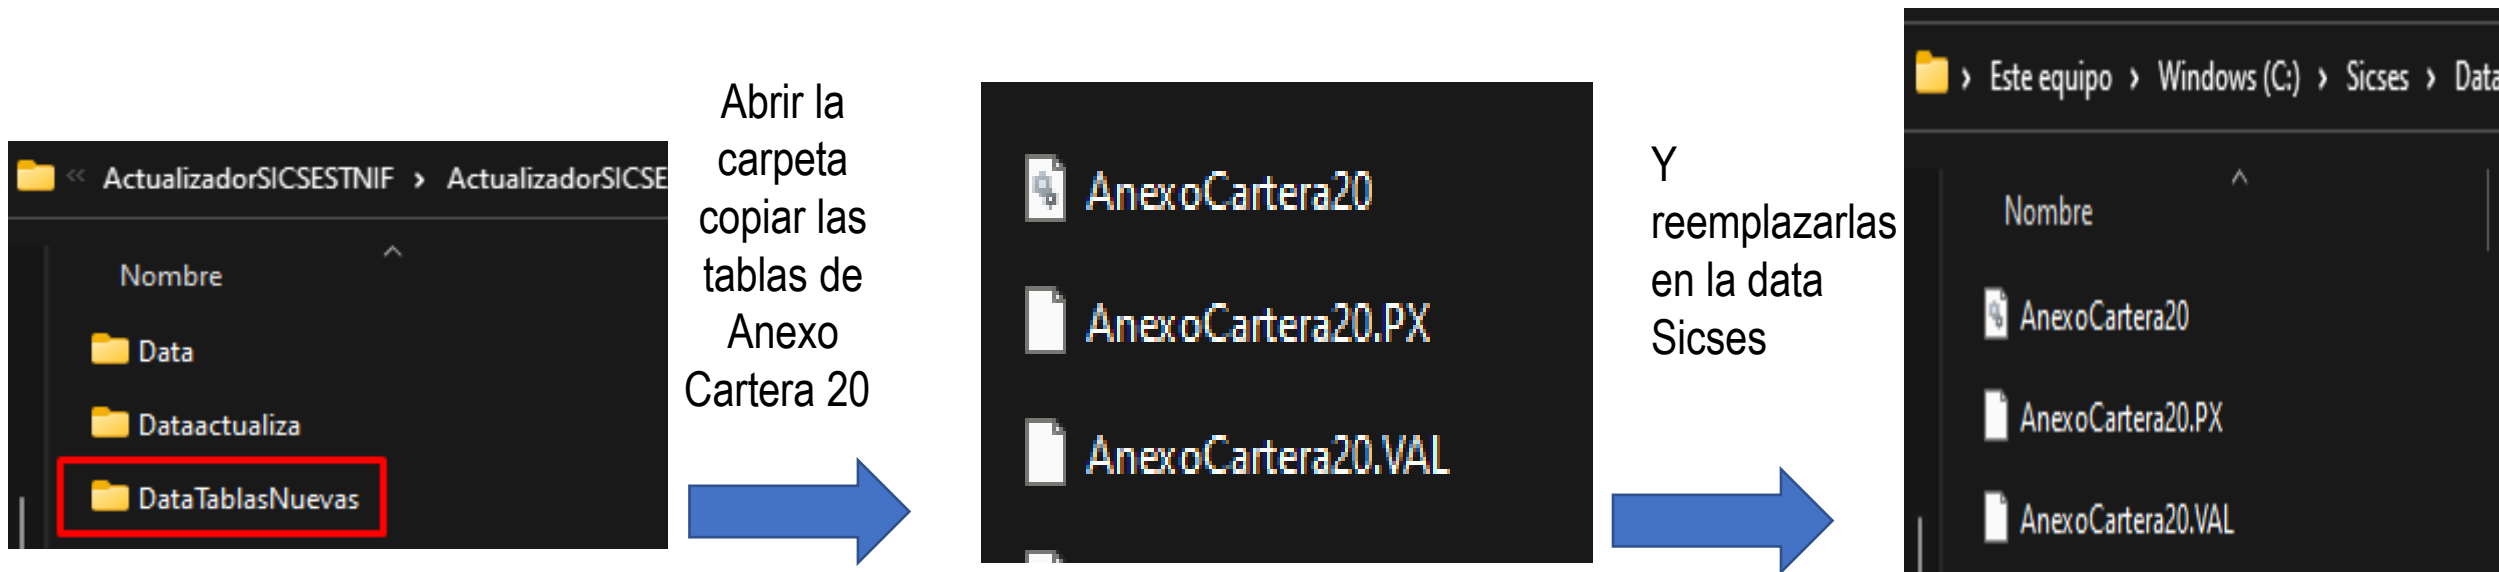 « ActualizadorSICSESTNIF › ActualizadorSICSE
Nombre
Data
Dataactualiza
DataTablasNuevas
Abrir la
carpeta
copiar las
tablas de
Anexo
Cartera 20
AnexoCartera20
AnexoCartera20.PX
AnexoCartera20.VAL
Y
reemplazarlas
en la data
Sicses
› Este equipo › Windows (C:) › Sicses › Data
Nombre
AnexoCartera20
AnexoCartera20.PX
AnexoCartera20.VAL